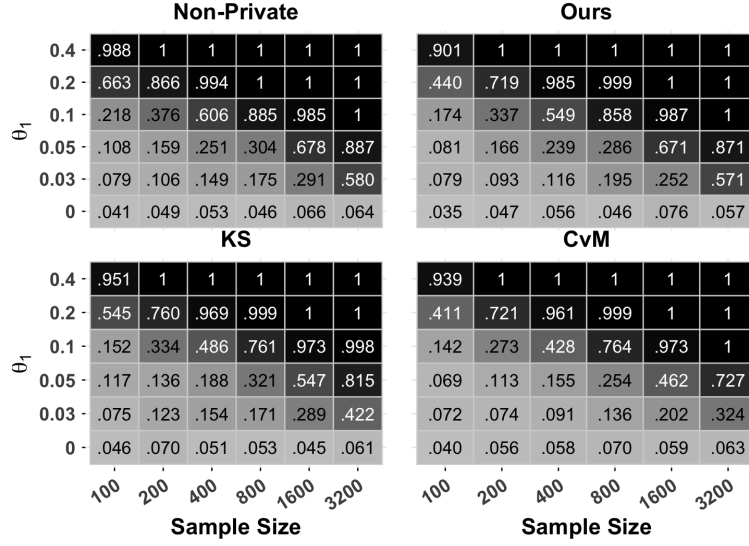 Non-Private
Ours
0.4 .988 1 1 1 1 1
.901 1 1 1 1 1
0.2 .663 .866 .994 1 1 1
.440 .719 .985 .999 1 1
0.1 .218 .376 .606 .885 .985 1
.174 .337 .549 .858 .987 1
θ1
0.05 .108 .159 .251 .304 .678 .887
.081 .166 .239 .286 .671 .871
0.03 .079 .106 .149 .175 .291 .580
.079 .093 .116 .195 .252 .571
0 .041 .049 .053 .046 .066 .064
.035 .047 .056 .046 .076 .057
KS
CvM
0.4 .951 1 1 1 1 1
.939 1 1 1 1 1
0.2 .545 .760 .969 .999 1 1
.411 .721 .961 .999 1 1
0.1 .152 .334 .486 .761 .973 .998
.142 .273 .428 .764 .973 1
θ1
0.05 .117 .136 .188 .321 .547 .815
.069 .113 .155 .254 .462 .727
0.03 .075 .123 .154 .171 .289 .422
.072 .074 .091 .136 .202 .324
0 .046 .070 .051 .053 .045 .061
.040 .056 .058 .070 .059 .063
100 200 400 800 1600 3200
100 200 400 800 1600 3200
Sample Size
Sample Size